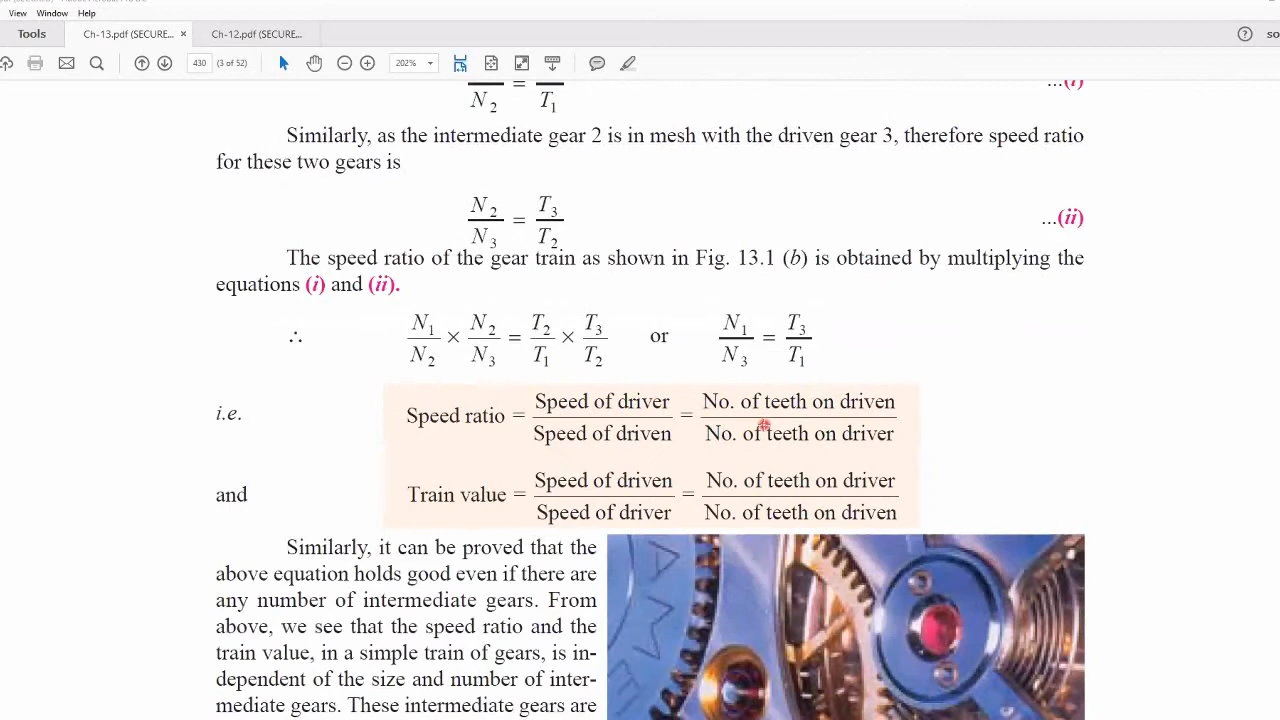 View Window Help
Tools Ch-13.pdf (SECURE... × Ch-12.pdf (SECURE... so
430 (3 of 52) 202%
N₂ = T₁ ...(i)
Similarly, as the intermediate gear 2 is in mesh with the driven gear 3, therefore speed ratio
for these two gears is
N₂/N₃ = T₃/T₂ ...(ii)
The speed ratio of the gear train as shown in Fig. 13.1 (b) is obtained by multiplying the
equations (i) and (ii).
∴ N₁/N₂ × N₂/N₃ = T₂/T₁ × T₃/T₂ or N₁/N₃ = T₃/T₁
i.e. Speed ratio = Speed of driver/Speed of driven = No. of teeth on driven/No. of teeth on driver
and Train value = Speed of driven/Speed of driver = No. of teeth on driver/No. of teeth on driven
Similarly, it can be proved that the
above equation holds good even if there are
any number of intermediate gears. From
above, we see that the speed ratio and the
train value, in a simple train of gears, is in-
dependent of the size and number of inter-
mediate gears. These intermediate gears are